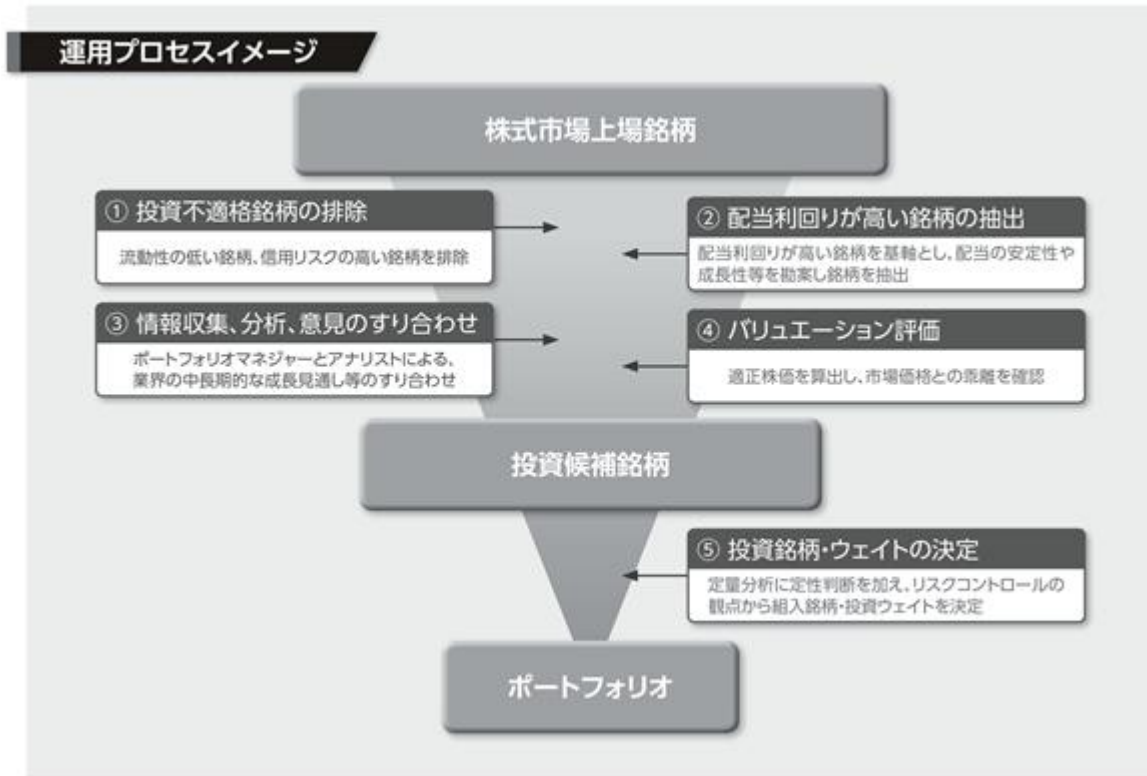 運用プロセスイメージ
株式市場上場銘柄
① 投資不適格銘柄の排除
流動性の低い銘柄、信用リスクの高い銘柄を排除
② 配当利回りが高い銘柄の抽出
配当利回りが高い銘柄を基軸とし、配当の安定性や
成長性等を勘案し銘柄を抽出
③ 情報収集、分析、意見のすり合わせ
ポートフォリオマネジャーとアナリストによる、
業界の中長期的な成長見通し等のすり合わせ
④ バリュエーション評価
適正株価を算出し、市場価格との乖離を確認
投資候補銘柄
⑤ 投資銘柄・ウェイトの決定
定量分析に定性判断を加え、リスクコントロールの
観点から組入銘柄・投資ウェイトを決定
ポートフォリオ